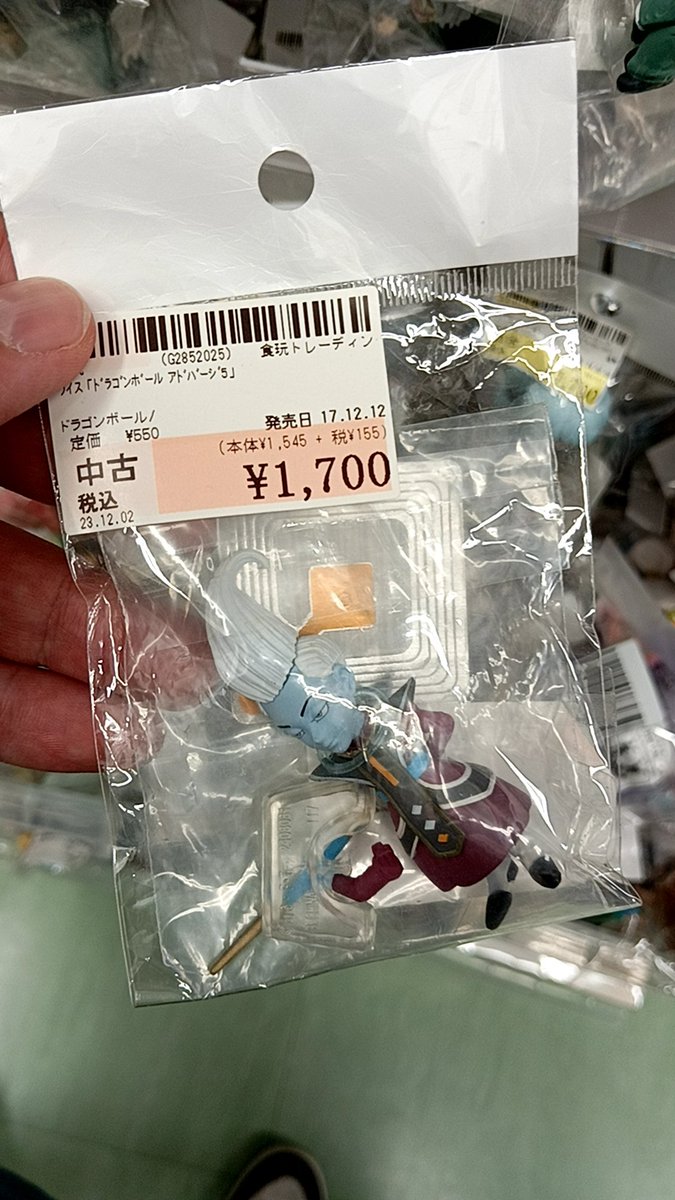 (G2852025) 食玩トレーディン
イス「ドラゴンボール アドバージ5」
ドラゴンボール/ 発売日 17.12.12
定価 ¥550 (本体¥1,545 + 税¥155)
中古 ¥1,700
税込
23.12.02